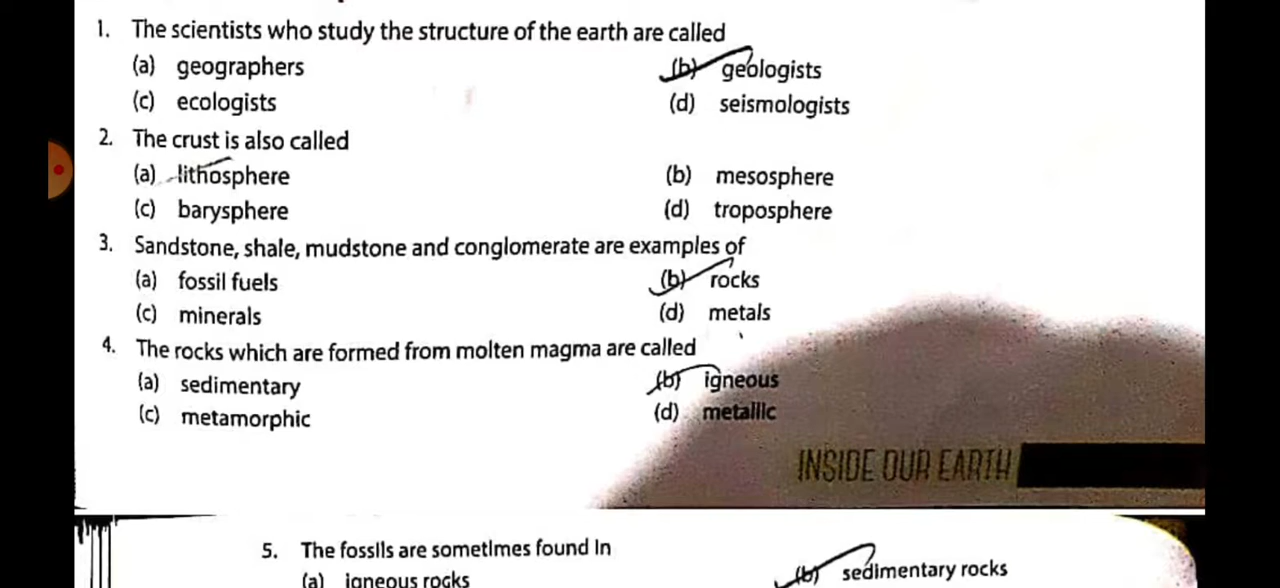 1. The scientists who study the structure of the earth are called
(a) geographers (b) geologists
(c) ecologists (d) seismologists
2. The crust is also called
(a) lithosphere (b) mesosphere
(c) barysphere (d) troposphere
3. Sandstone, shale, mudstone and conglomerate are examples of
(a) fossil fuels (b) rocks
(c) minerals (d) metals
4. The rocks which are formed from molten magma are called
(a) sedimentary (b) igneous
(c) metamorphic (d) metallic
INSIDE OUR EARTH
5. The fossils are sometimes found in
(a) igneous rocks (b) sedimentary rocks